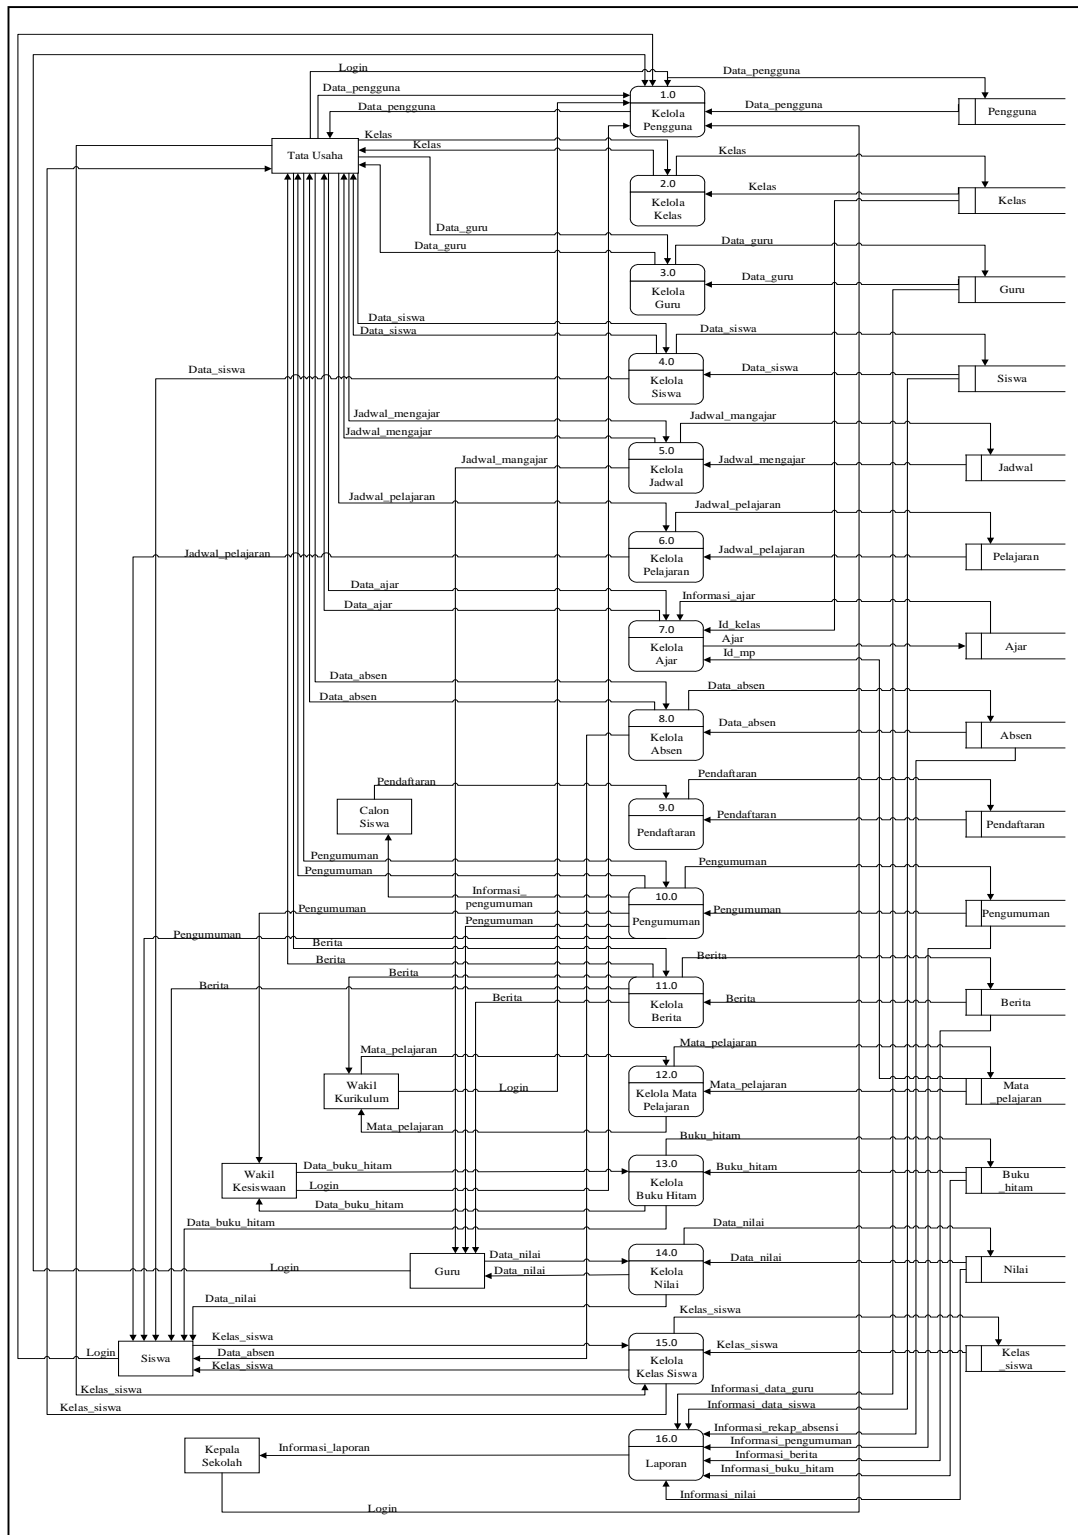 Login
Data_pengguna
Data_pengguna
Data_pengguna
1.0
Kelola
Pengguna
Data_pengguna
Pengguna
Tata Usaha
Kelas
Kelas
2.0
Kelola
Kelas
Kelas
Kelas
Kelas
Data_guru
Data_guru
3.0
Kelola
Guru
Data_guru
Data_guru
Guru
Data_siswa
Data_siswa
Data_siswa
4.0
Kelola
Siswa
Data_siswa
Data_siswa
Siswa
Jadwal_mengajar
Jadwal_mengajar
Jadwal_mangajar
5.0
Kelola
Jadwal
Jadwal_mangajar
Jadwal_mengajar
Jadwal
Jadwal_pelajaran
Jadwal_pelajaran
6.0
Kelola
Pelajaran
Jadwal_pelajaran
Jadwal_pelajaran
Pelajaran
Data_ajar
Data_ajar
7.0
Kelola
Ajar
Informasi_ajar
Id_kelas
Ajar
Id_mp
Ajar
Data_absen
Data_absen
8.0
Kelola
Absen
Data_absen
Data_absen
Absen
Pendaftaran
Calon
Siswa
9.0
Pendaftaran
Pendaftaran
Pendaftaran
Pendaftaran
Pengumuman
Pengumuman
Informasi_
pengumuman
Pengumuman
Pengumuman
Pengumuman
10.0
Pengumuman
Pengumuman
Pengumuman
Pengumuman
Berita
Berita
Berita
Berita
Berita
11.0
Kelola
Berita
Berita
Berita
Berita
Mata_pelajaran
Wakil
Kurikulum
Login
Mata_pelajaran
12.0
Kelola Mata
Pelajaran
Mata_pelajaran
Mata_pelajaran
Mata
_pelajaran
Wakil
Kesiswaan
Data_buku_hitam
Login
Data_buku_hitam
Data_buku_hitam
13.0
Kelola
Buku Hitam
Buku_hitam
Buku_hitam
Buku
_hitam
Login
Guru
Data_nilai
Data_nilai
Data_nilai
14.0
Kelola
Nilai
Data_nilai
Data_nilai
Nilai
Login
Siswa
Kelas_siswa
Data_absen
Kelas_siswa
Kelas_siswa
Kelas_siswa
15.0
Kelola
Kelas Siswa
Kelas_siswa
Kelas_siswa
Kelas
_siswa
Kepala
Sekolah
Informasi_laporan
Login
16.0
Laporan
Informasi_data_guru
Informasi_data_siswa
Informasi_rekap_absensi
Informasi_pengumuman
Informasi_berita
Informasi_buku_hitam
Informasi_nilai